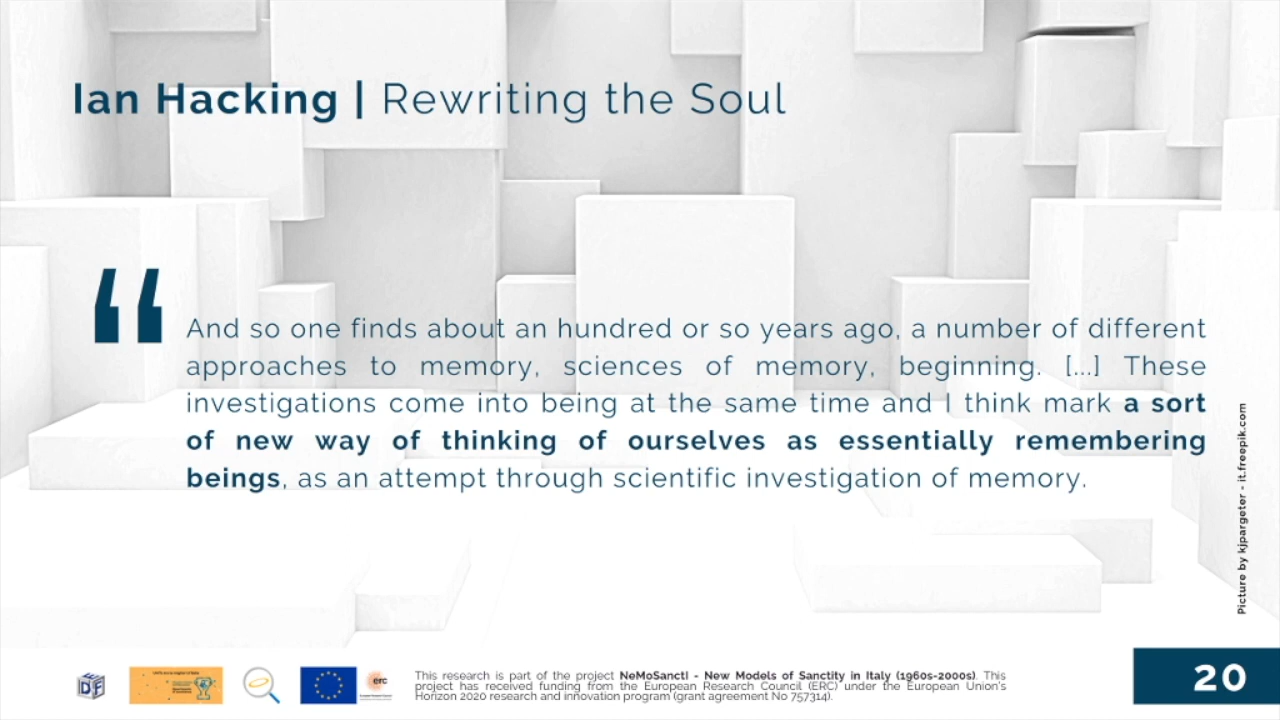 Ian Hacking | Rewriting the Soul
“
And so one finds about an hundred or so years ago, a number of different
approaches to memory, sciences of memory, beginning. [...] These
investigations come into being at the same time and I think mark a sort
of new way of thinking of ourselves as essentially remembering
beings, as an attempt through scientific investigation of memory.
Picture by kjpargeter - it.freepik.com
DF
erc
This research is part of the project NeMoSanctI - New Models of Sanctity in Italy (1960s-2000s). This
project has received funding from the European Research Council (ERC) under the European Union's
Horizon 2020 research and innovation program (grant agreement No 757314).
20